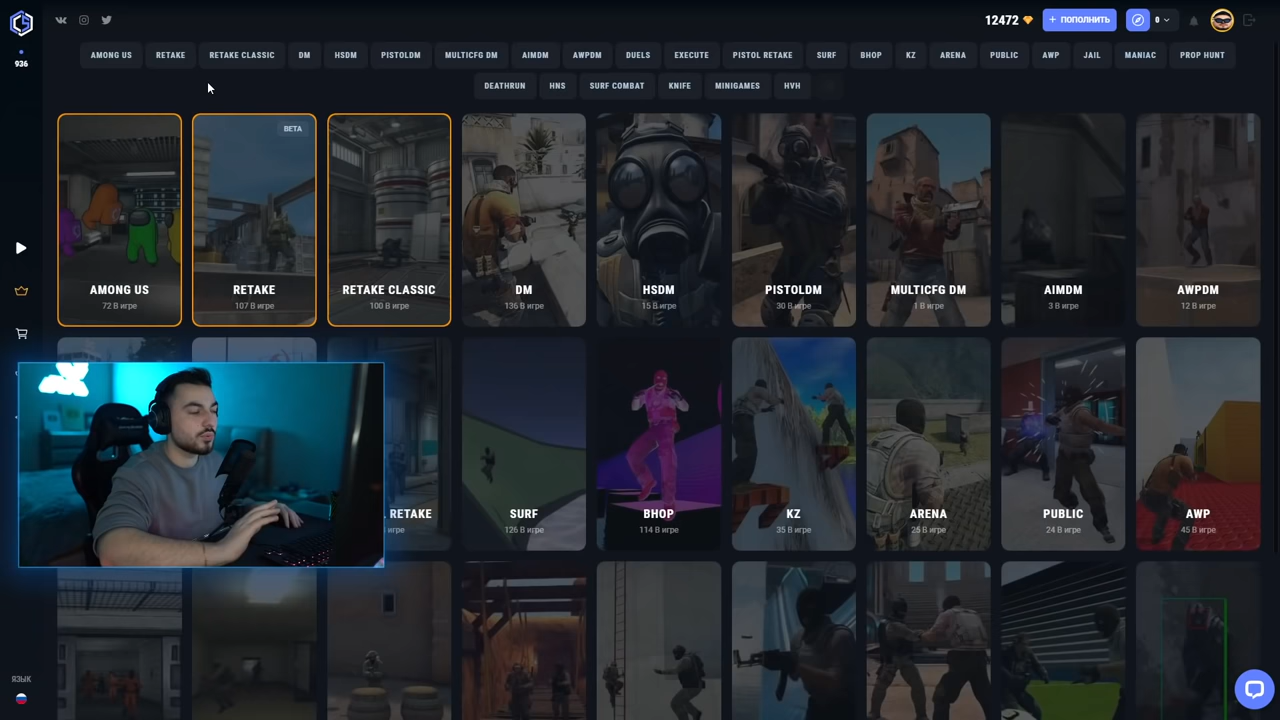 12472
+ ПОПОЛНИТЬ
0
936
AMONG US
RETAKE
RETAKE CLASSIC
DM
HSDM
PISTOLDM
MULTICFG DM
AIMDM
AWPDM
DUELS
EXECUTE
PISTOL RETAKE
SURF
BHOP
KZ
ARENA
PUBLIC
AWP
JAIL
MANIAC
PROP HUNT
DEATHRUN
HNS
SURF COMBAT
KNIFE
MINIGAMES
HVH
BETA
AMONG US
72 В игре
RETAKE
107 В игре
RETAKE CLASSIC
100 В игре
DM
136 В игре
HSDM
15 В игре
PISTOLDM
30 В игре
MULTICFG DM
1 В игре
AIMDM
3 В игре
AWPDM
12 В игре
RETAKE
игре
SURF
126 В игре
BHOP
114 В игре
KZ
35 В игре
ARENA
25 В игре
PUBLIC
24 В игре
AWP
45 В игре
ЯЗЫК